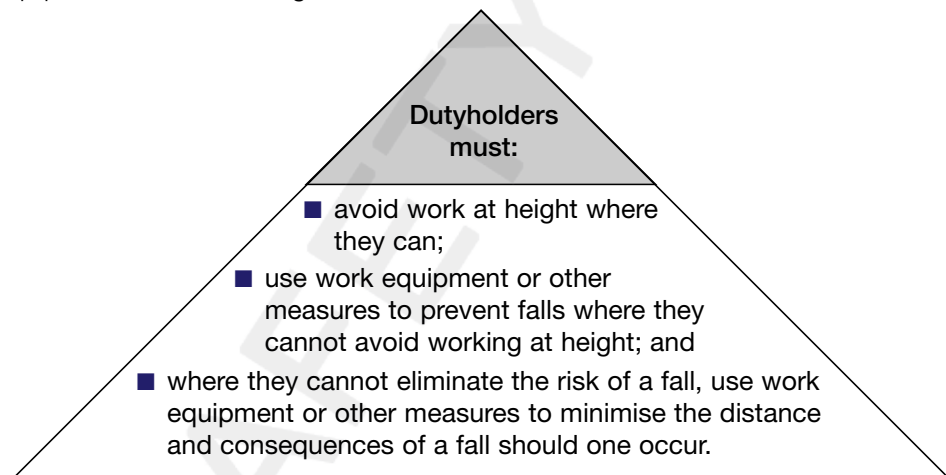 Dutyholders
must:
■ avoid work at height where
they can;
■ use work equipment or other
measures to prevent falls where they
cannot avoid working at height; and
■ where they cannot eliminate the risk of a fall, use work
equipment or other measures to minimise the distance
and consequences of a fall should one occur.